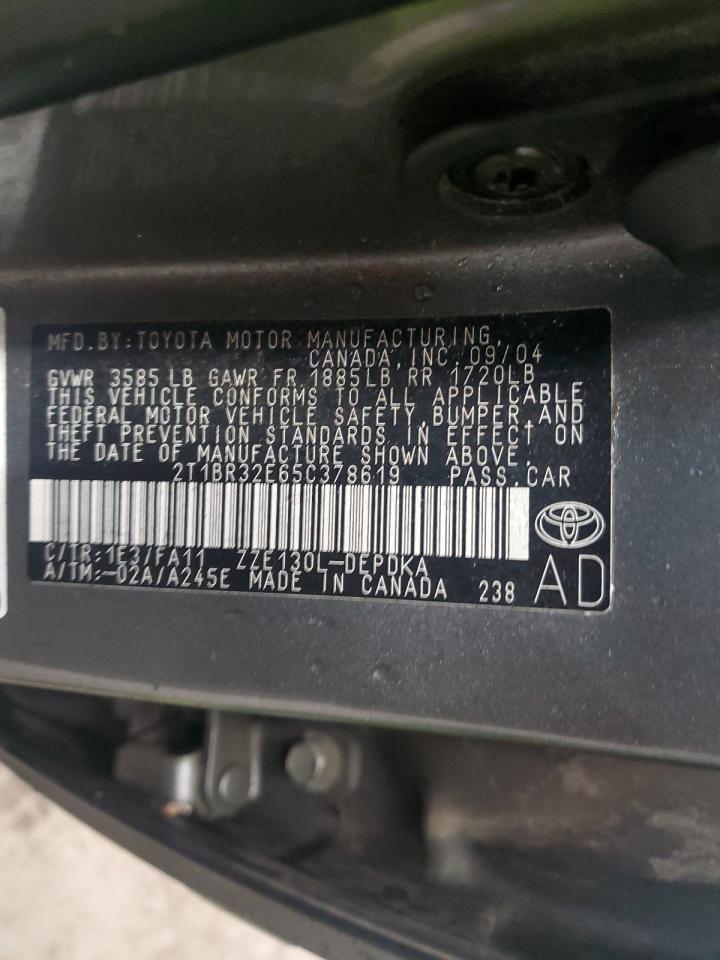 MFD.BY:TOYOTA MOTOR MANUFACTURING,
CANADA,INC.09/04
GVWR 3585LB GAWR FR 1885LB RR 1720LB
THIS VEHICLE CONFORMS TO ALL APPLICABLE
FEDERAL MOTOR VEHICLE SAFETY,BUMPER,AND
THEFT PREVENTION STANDARDS IN EFFECT ON
THE DATE OF MANUFACTURE SHOWN ABOVE.
2T1BR32E65C378619 PASS.CAR
C/TR:1E3/FA11 ZZE130L-DEPDKA
A/TM:-02A/A245E MADE IN CANADA 238 AD